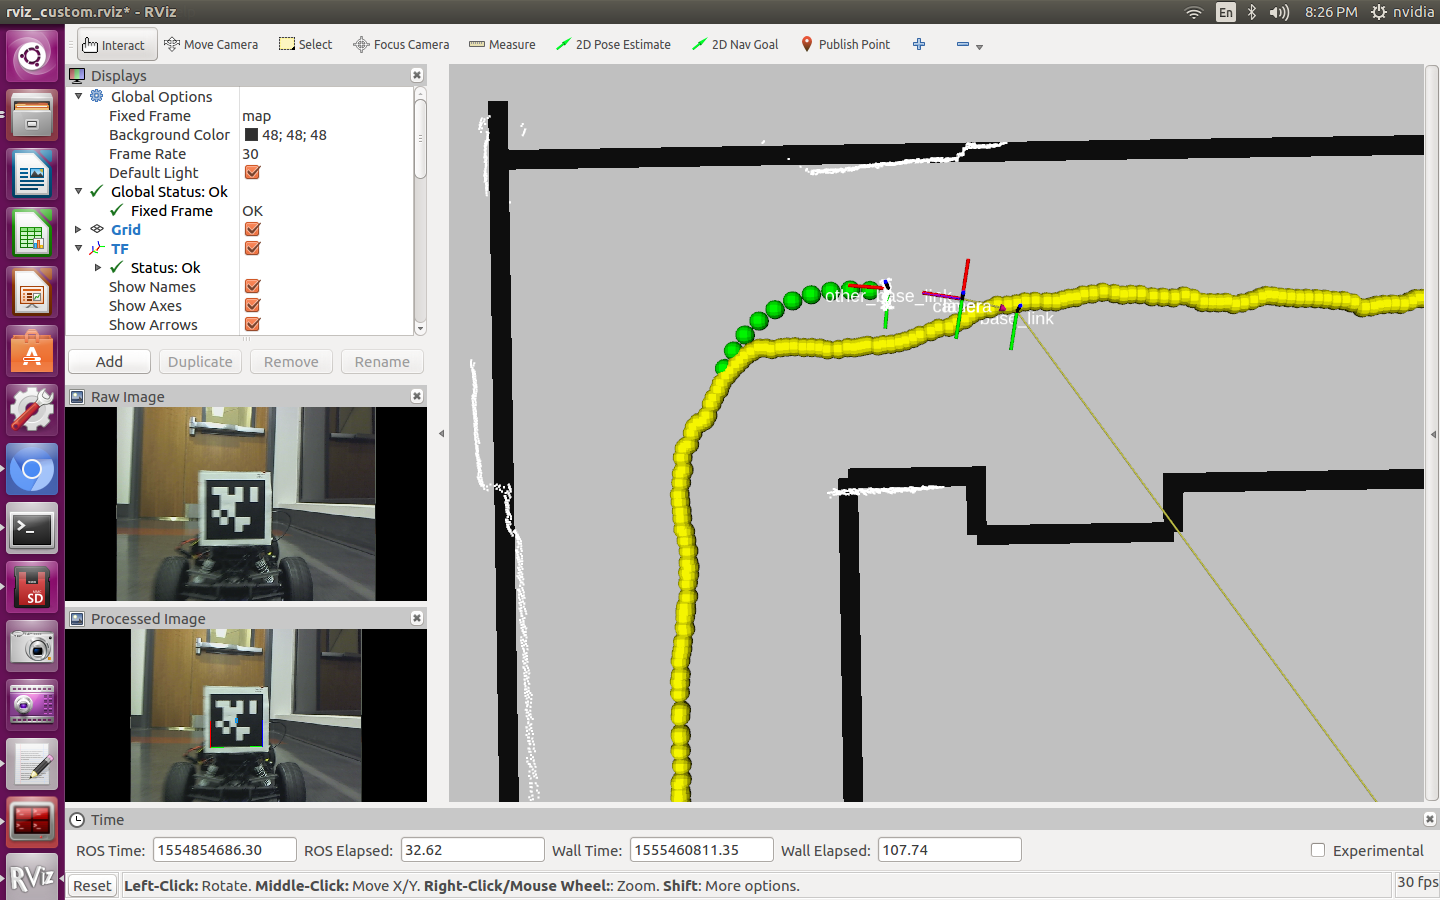 rviz_custom.rviz* - RViz
En
8:26 PM
nvidia
Interact
Move Camera
Select
Focus Camera
Measure
2D Pose Estimate
2D Nav Goal
Publish Point
Displays
Global Options
Fixed Frame map
Background Color 48; 48; 48
Frame Rate 30
Default Light
Global Status: Ok
Fixed Frame OK
Grid
TF
Status: Ok
Show Names
Show Axes
Show Arrows
Add
Duplicate
Remove
Rename
Raw Image
Processed Image
other_base_link
camera
base_link
SD
RViz
Time
ROS Time: 1554854686.30 ROS Elapsed: 32.62 Wall Time: 1555460811.35 Wall Elapsed: 107.74 Experimental
Reset
Left-Click: Rotate. Middle-Click: Move X/Y. Right-Click/Mouse Wheel:: Zoom. Shift: More options.
30 fps